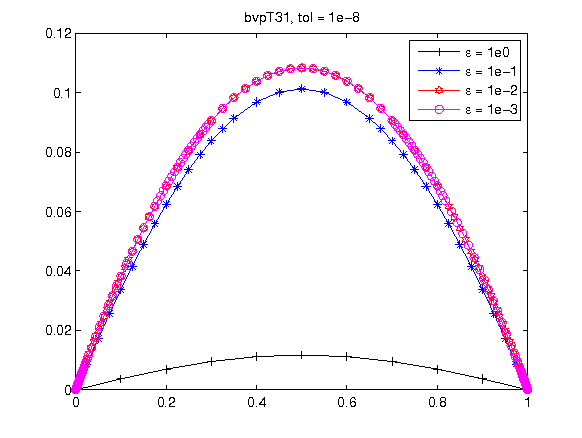 bvpT31, tol = 1e-8
0.12
0.1
0.08
0.06
0.04
0.02
0
0 0.2 0.4 0.6 0.8 1
ε = 1e0
ε = 1e-1
ε = 1e-2
ε = 1e-3